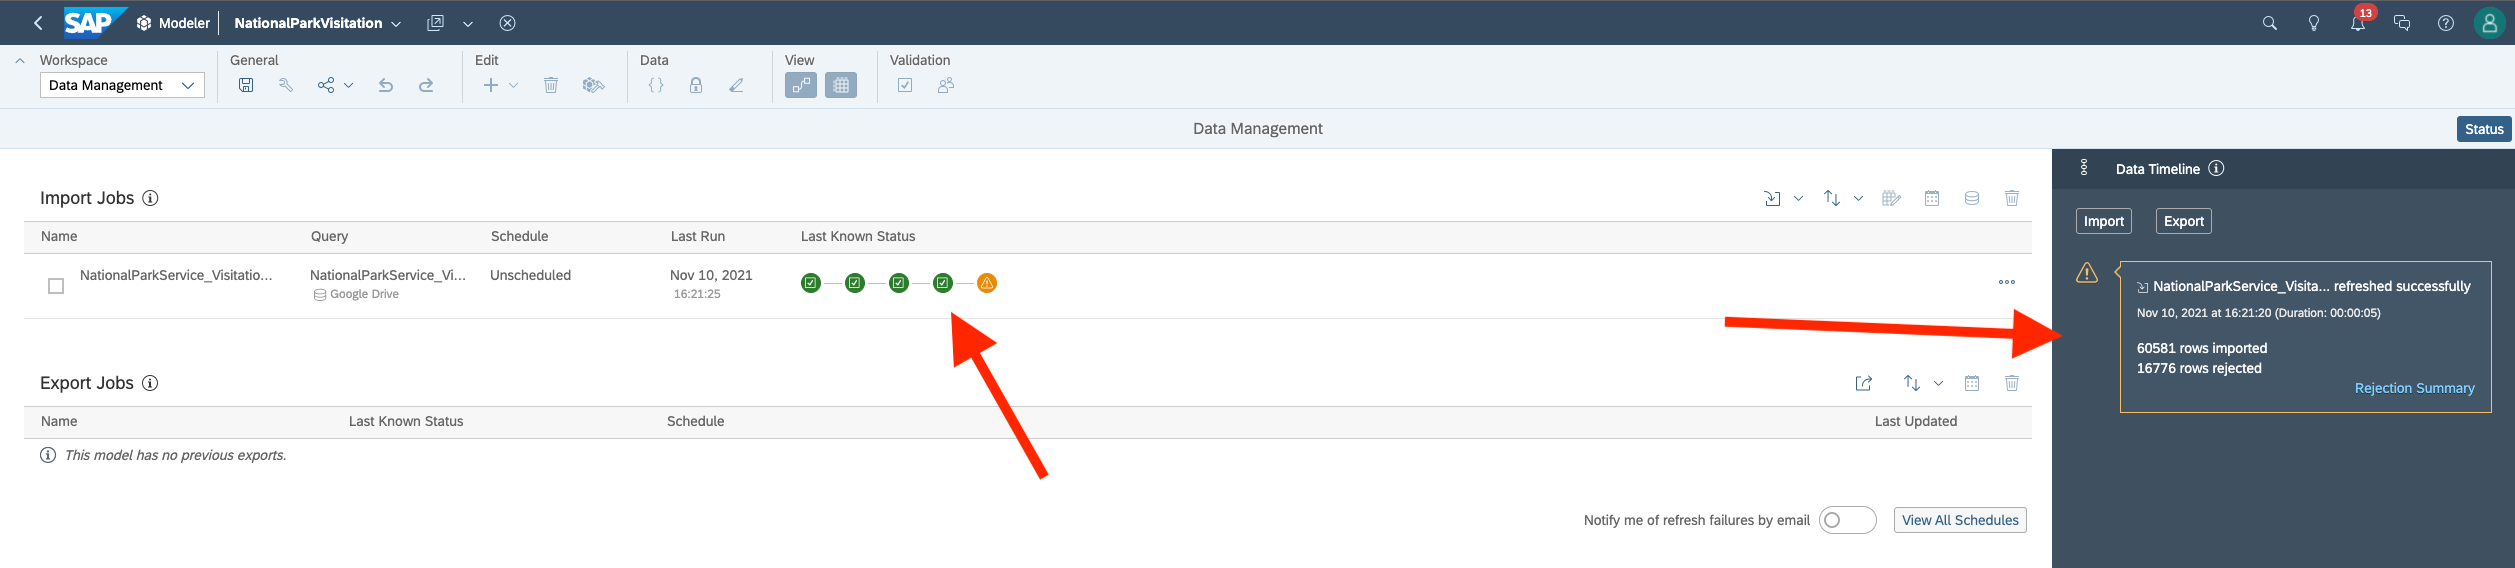 SAP Modeler NationalParkVisitation 13
Workspace General Edit Data View Validation
Data Management
Data Management
Status
Import Jobs
Name Query Schedule Last Run Last Known Status
NationalParkService_Visitatio... NationalParkService_Vi... Unscheduled Nov 10, 2021
Google Drive 16:21:25
Export Jobs
Name Last Known Status Schedule Last Updated
This model has no previous exports.
Notify me of refresh failures by email View All Schedules
Data Timeline
Import Export
NationalParkService_Visita... refreshed successfully
Nov 10, 2021 at 16:21:20 (Duration: 00:00:05)
60581 rows imported
16776 rows rejected
Rejection Summary